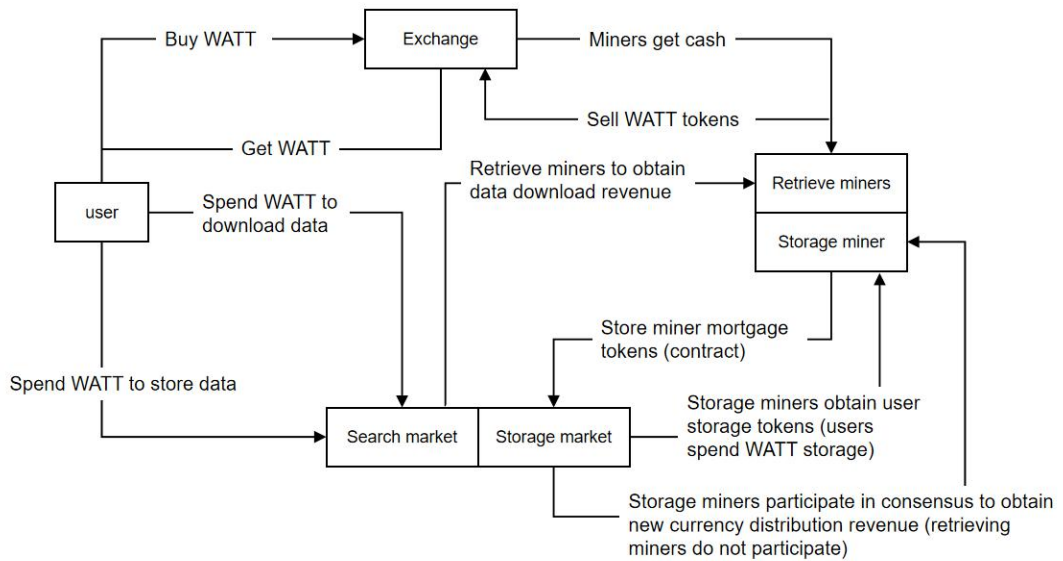 Buy WATT
Exchange
Miners get cash
Sell WATT tokens
Get WATT
Retrieve miners to obtain
data download revenue
Retrieve miners
user
Spend WATT to
download data
Storage miner
Store miner mortgage
tokens (contract)
Spend WATT to store data
Storage miners obtain user
storage tokens (users
spend WATT storage)
Search market
Storage market
Storage miners participate in consensus to obtain
new currency distribution revenue (retrieving
miners do not participate)